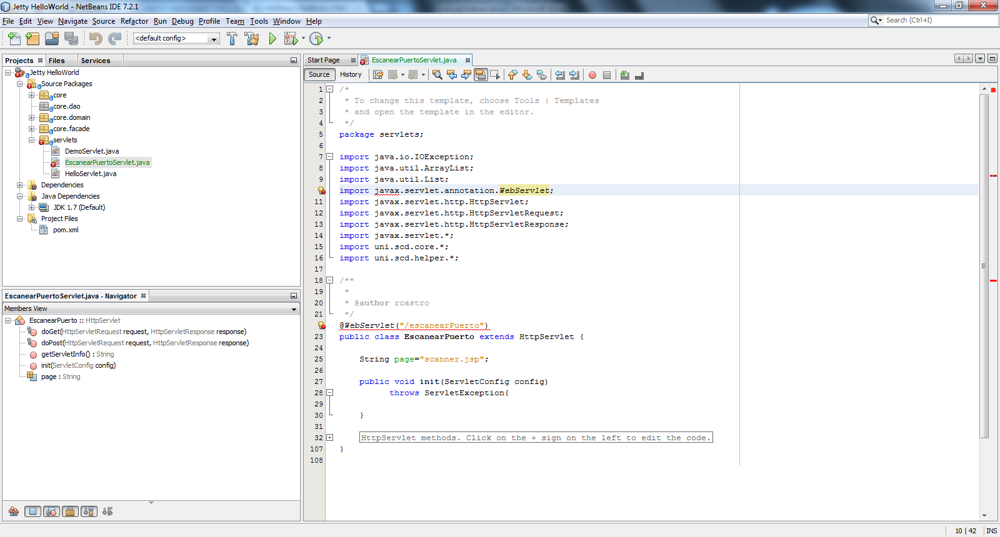 Jetty HelloWorld - NetBeans IDE 7.2.1
File Edit View Navigate Source Refactor Run Debug Profile Team Tools Window Help
Search (Ctrl+I)
<default config>
Projects Files Services
Jetty HelloWorld
Source Packages
core
core.dao
core.domain
core.facade
servlets
DemoServlet.java
EscanearPuertoServlet.java
HelloServlet.java
Dependencies
Java Dependencies
JDK 1.7 (Default)
Project Files
pom.xml
EscanearPuertoServlet.java - Navigator
Members View
EscanearPuerto :: HttpServlet
doGet(HttpServletRequest request, HttpServletResponse response)
doPost(HttpServletRequest request, HttpServletResponse response)
getServletInfo() : String
init(ServletConfig config)
page : String
Start Page EscanearPuertoServlet.java
Source History
1 /*
2 * To change this template, choose Tools | Templates
3 * and open the template in the editor.
4 */
5 package servlets;
6
7 import java.io.IOException;
8 import java.util.ArrayList;
9 import java.util.List;
import javax.servlet.annotation.WebServlet;
11 import javax.servlet.http.HttpServlet;
12 import javax.servlet.http.HttpServletRequest;
13 import javax.servlet.http.HttpServletResponse;
14 import javax.servlet.*;
15 import uni.scd.core.*;
16 import uni.scd.helper.*;
17
18 /**
19 *
20 * @author rcastro
21 */
@WebServlet("/escanearPuerto")
23 public class EscanearPuerto extends HttpServlet {
24
25 String page="scanner.jsp";
26
27 public void init(ServletConfig config)
28 throws ServletException{
29
30 }
31
32 HttpServlet methods. Click on the + sign on the left to edit the code.
107 }
108
10 | 42 INS